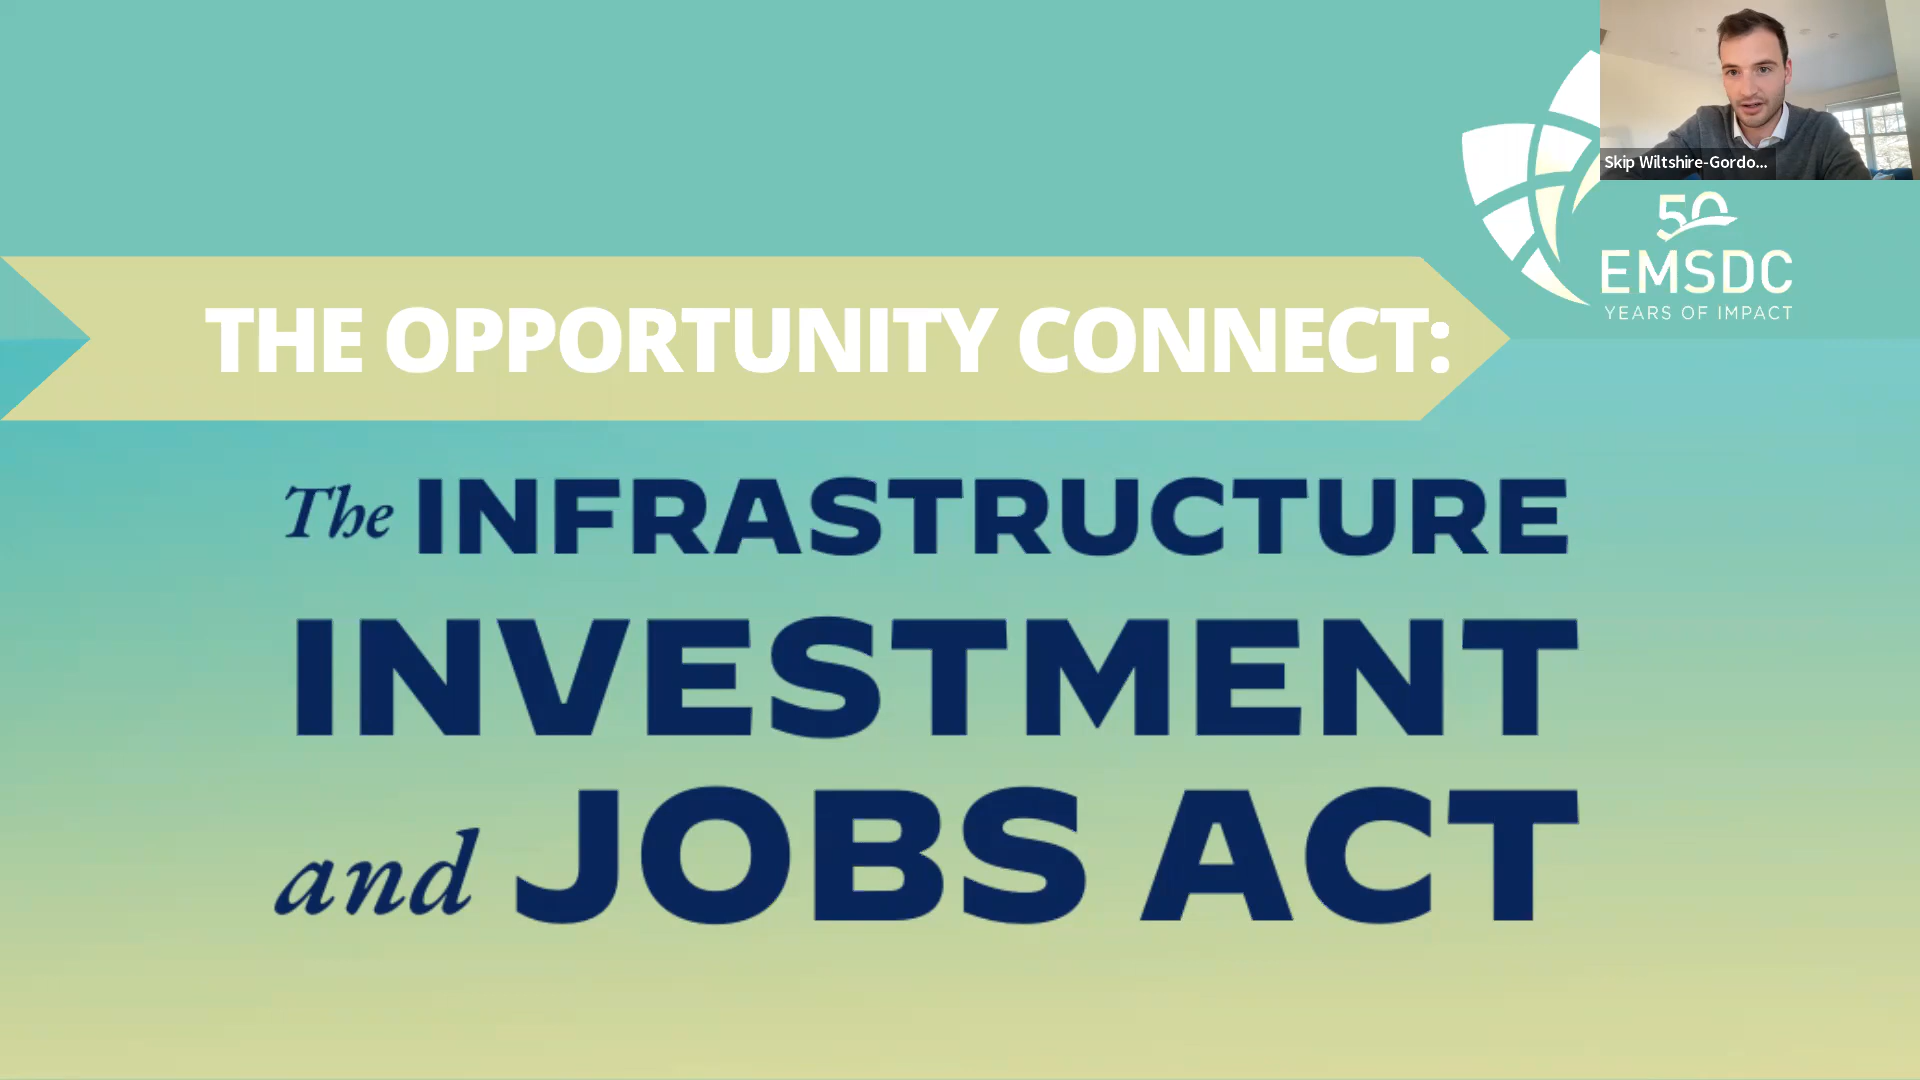 Skip Wiltshire-Gordo...
50
EMSDC
YEARS OF IMPACT
THE OPPORTUNITY CONNECT:
The INFRASTRUCTURE
INVESTMENT
and JOBS ACT